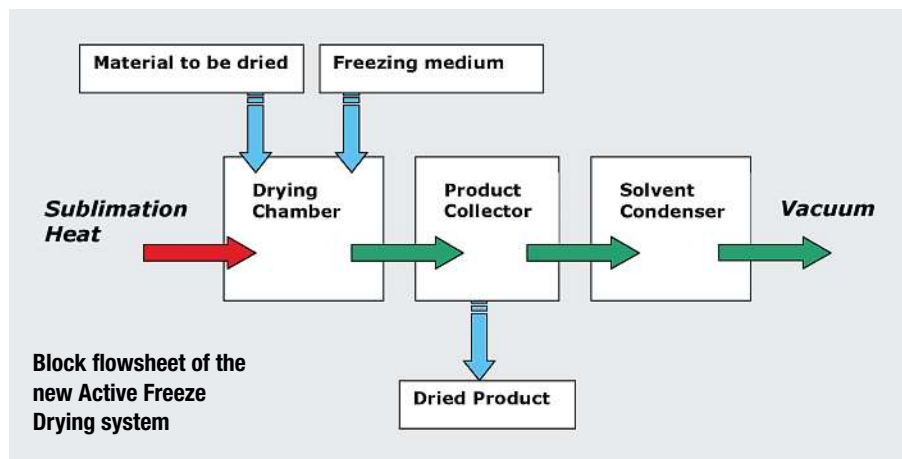 Material to be dried
Freezing medium
Sublimation
Heat
Drying
Chamber
Product
Collector
Solvent
Condenser
Vacuum
Dried Product
Block flowsheet of the
new Active Freeze
Drying system